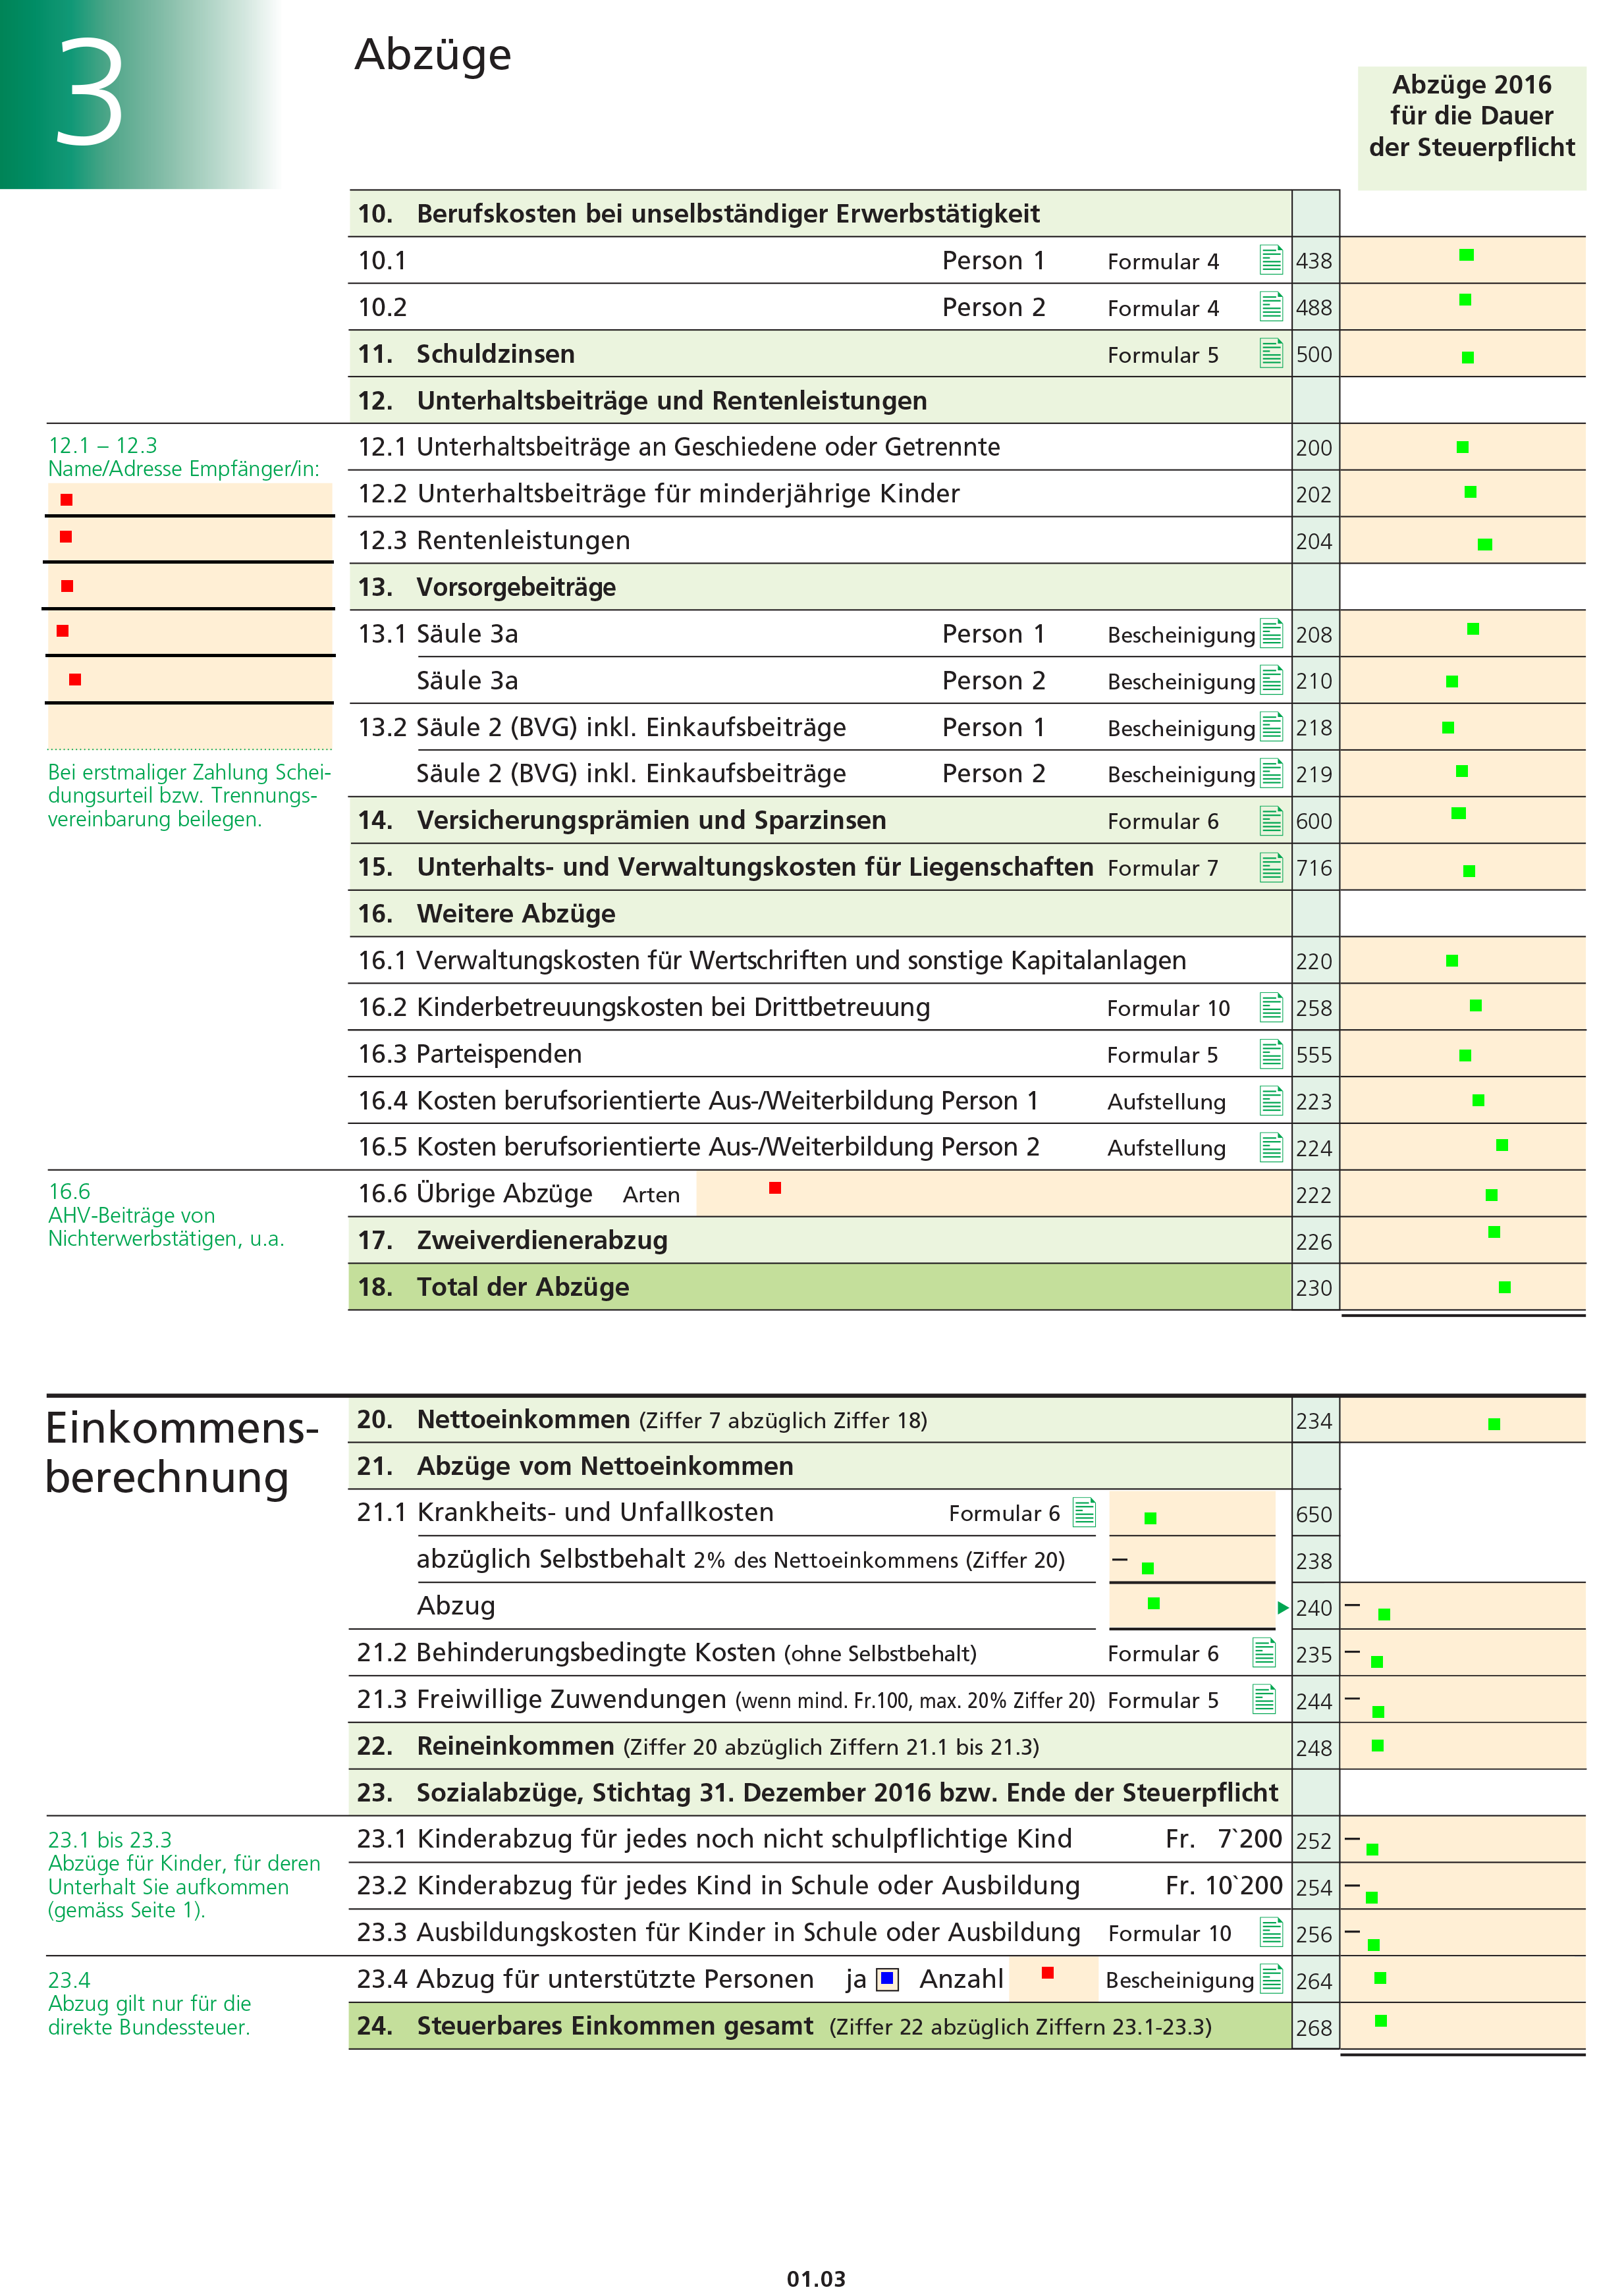 3
Abzüge
Abzüge 2016
für die Dauer
der Steuerpflicht
10. Berufskosten bei unselbständiger Erwerbstätigkeit
10.1 Person 1 Formular 4 438
10.2 Person 2 Formular 4 488
11. Schuldzinsen Formular 5 500
12. Unterhaltsbeiträge und Rentenleistungen
12.1 – 12.3
Name/Adresse Empfänger/in:
12.1 Unterhaltsbeiträge an Geschiedene oder Getrennte 200
12.2 Unterhaltsbeiträge für minderjährige Kinder 202
12.3 Rentenleistungen 204
13. Vorsorgebeiträge
13.1 Säule 3a Person 1 Bescheinigung 208
Säule 3a Person 2 Bescheinigung 210
13.2 Säule 2 (BVG) inkl. Einkaufsbeiträge Person 1 Bescheinigung 218
Säule 2 (BVG) inkl. Einkaufsbeiträge Person 2 Bescheinigung 219
Bei erstmaliger Zahlung Schei-
dungsurteil bzw. Trennungs-
vereinbarung beilegen.
14. Versicherungsprämien und Sparzinsen Formular 6 600
15. Unterhalts- und Verwaltungskosten für Liegenschaften Formular 7 716
16. Weitere Abzüge
16.1 Verwaltungskosten für Wertschriften und sonstige Kapitalanlagen 220
16.2 Kinderbetreuungskosten bei Drittbetreuung Formular 10 258
16.3 Parteispenden Formular 5 555
16.4 Kosten berufsorientierte Aus-/Weiterbildung Person 1 Aufstellung 223
16.5 Kosten berufsorientierte Aus-/Weiterbildung Person 2 Aufstellung 224
16.6
AHV-Beiträge von
Nichterwerbstätigen, u.a.
16.6 Übrige Abzüge Arten 222
17. Zweiverdienerabzug 226
18. Total der Abzüge 230
Einkommens-
berechnung
20. Nettoeinkommen (Ziffer 7 abzüglich Ziffer 18) 234
21. Abzüge vom Nettoeinkommen
21.1 Krankheits- und Unfallkosten Formular 6 650
abzüglich Selbstbehalt 2% des Nettoeinkommens (Ziffer 20) – 238
Abzug 240 –
21.2 Behinderungsbedingte Kosten (ohne Selbstbehalt) Formular 6 235 –
21.3 Freiwillige Zuwendungen (wenn mind. Fr.100, max. 20% Ziffer 20) Formular 5 244 –
22. Reineinkommen (Ziffer 20 abzüglich Ziffern 21.1 bis 21.3) 248
23. Sozialabzüge, Stichtag 31. Dezember 2016 bzw. Ende der Steuerpflicht
23.1 bis 23.3
Abzüge für Kinder, für deren
Unterhalt Sie aufkommen
(gemäss Seite 1).
23.1 Kinderabzug für jedes noch nicht schulpflichtige Kind Fr. 7`200 252 –
23.2 Kinderabzug für jedes Kind in Schule oder Ausbildung Fr. 10`200 254 –
23.3 Ausbildungskosten für Kinder in Schule oder Ausbildung Formular 10 256 –
23.4
Abzug gilt nur für die
direkte Bundessteuer.
23.4 Abzug für unterstützte Personen ja Anzahl Bescheinigung 264
24. Steuerbares Einkommen gesamt (Ziffer 22 abzüglich Ziffern 23.1-23.3) 268
01.03